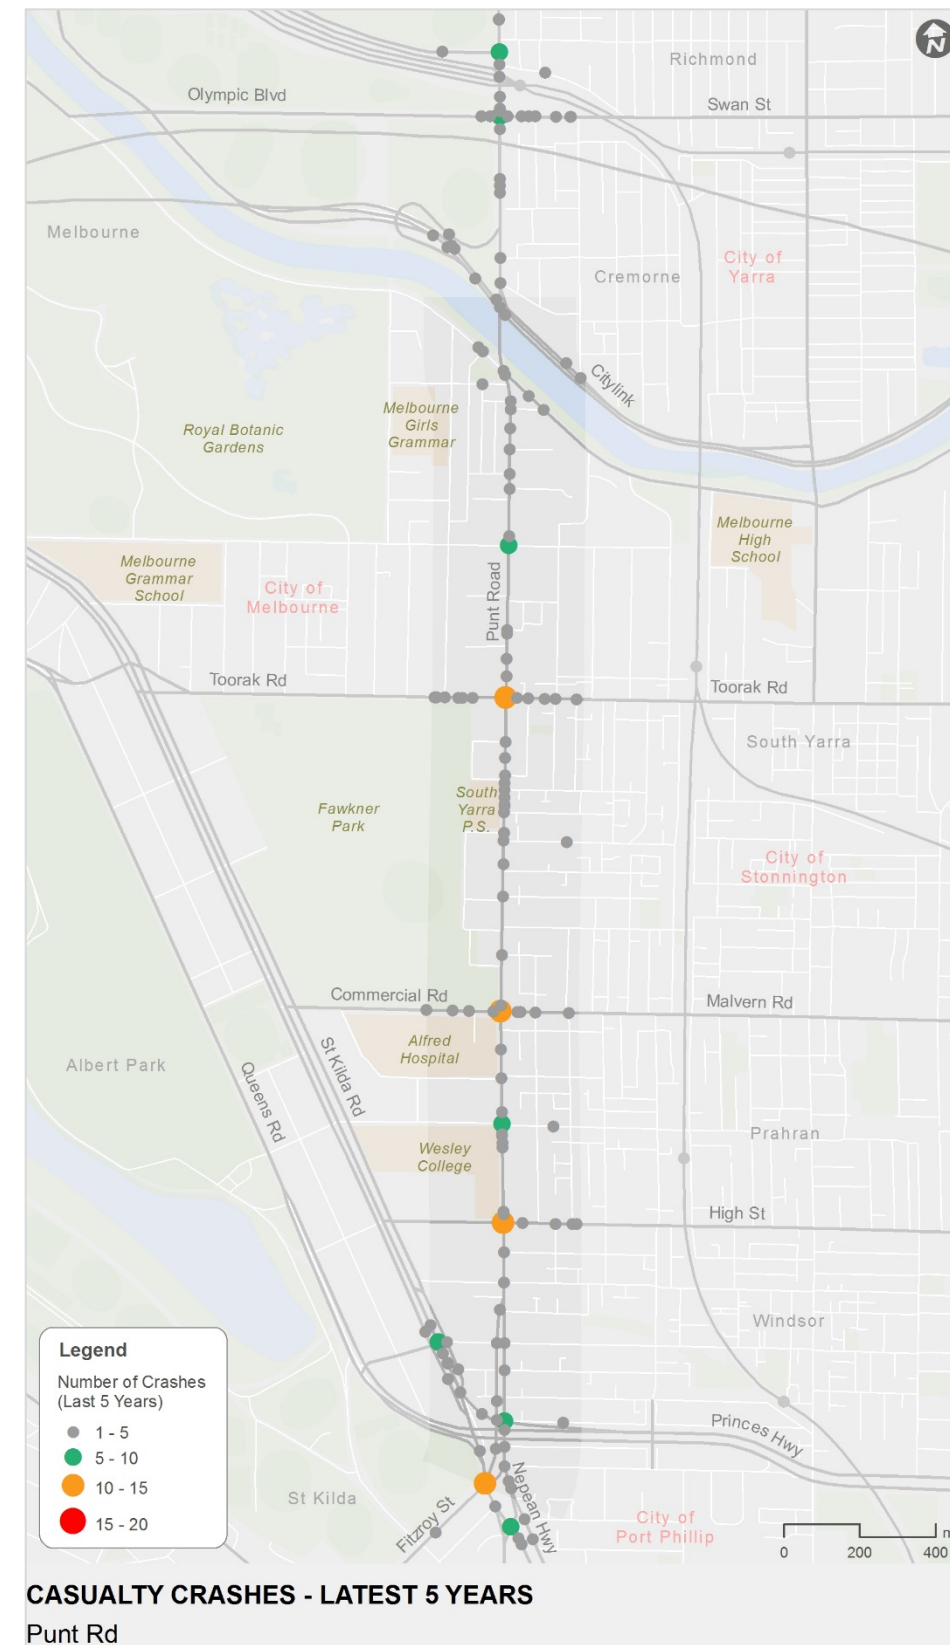 N
Richmond
Olympic Blvd
Swan St
Melbourne
City of
Yarra
Cremorne
Citylink
Melbourne
Girls
Grammar
Royal Botanic
Gardens
Melbourne
High
School
Melbourne
Grammar
School
City of
Melbourne
Punt Road
Toorak Rd
Toorak Rd
South Yarra
Fawkner
Park
South
Yarra
P.S.
City of
Stonnington
Commercial Rd
Malvern Rd
Alfred
Hospital
Albert Park
St Kilda Rd
Queens Rd
Prahran
Wesley
College
High St
Windsor
Legend
Number of Crashes
(Last 5 Years)
1 - 5
5 - 10
10 - 15
15 - 20
Princes Hwy
Nepean Hwy
St Kilda
Fitzroy St
City of
Port Phillip
0 200 400
CASUALTY CRASHES - LATEST 5 YEARS
Punt Rd